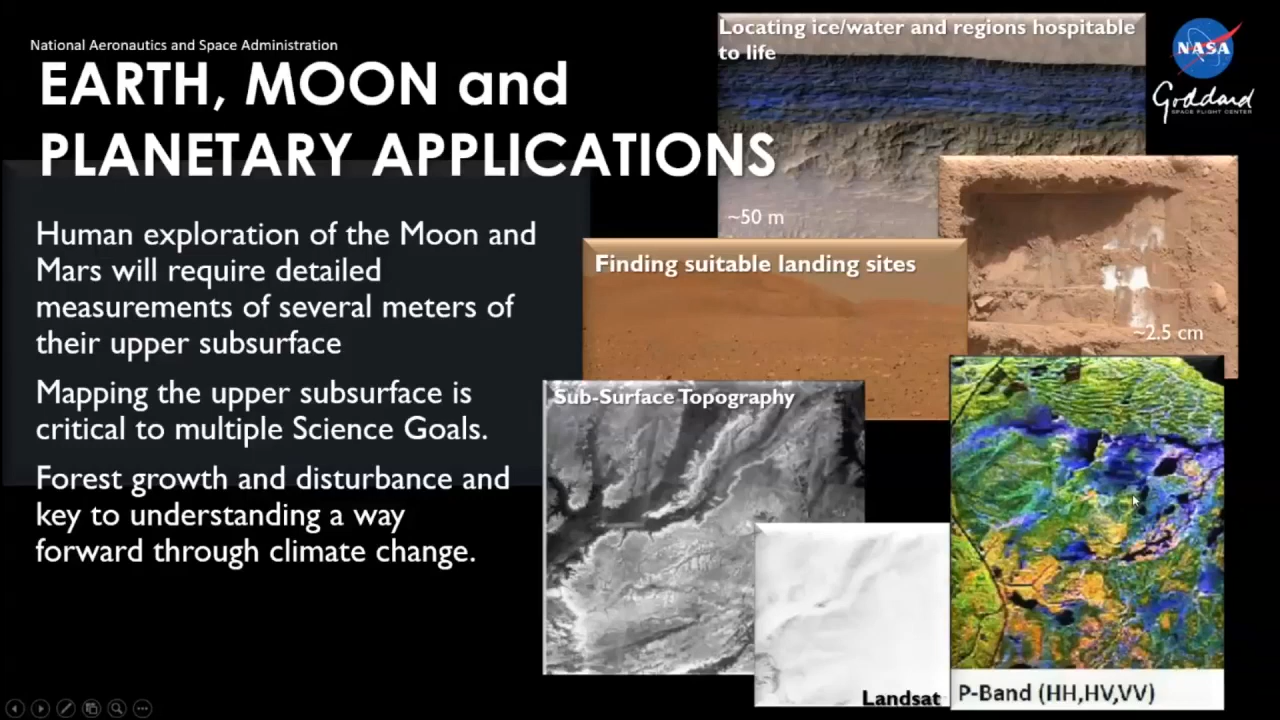 National Aeronautics and Space Administration
EARTH, MOON and
PLANETARY APPLICATIONS
Human exploration of the Moon and
Mars will require detailed
measurements of several meters of
their upper subsurface
Mapping the upper subsurface is
critical to multiple Science Goals.
Forest growth and disturbance and
key to understanding a way
forward through climate change.
Locating ice/water and regions hospitable
to life
~50 m
NASA
Goddard
SPACE FLIGHT CENTER
~2.5 cm
Finding suitable landing sites
Sub-Surface Topography
Landsat
P-Band (HH,HV,VV)